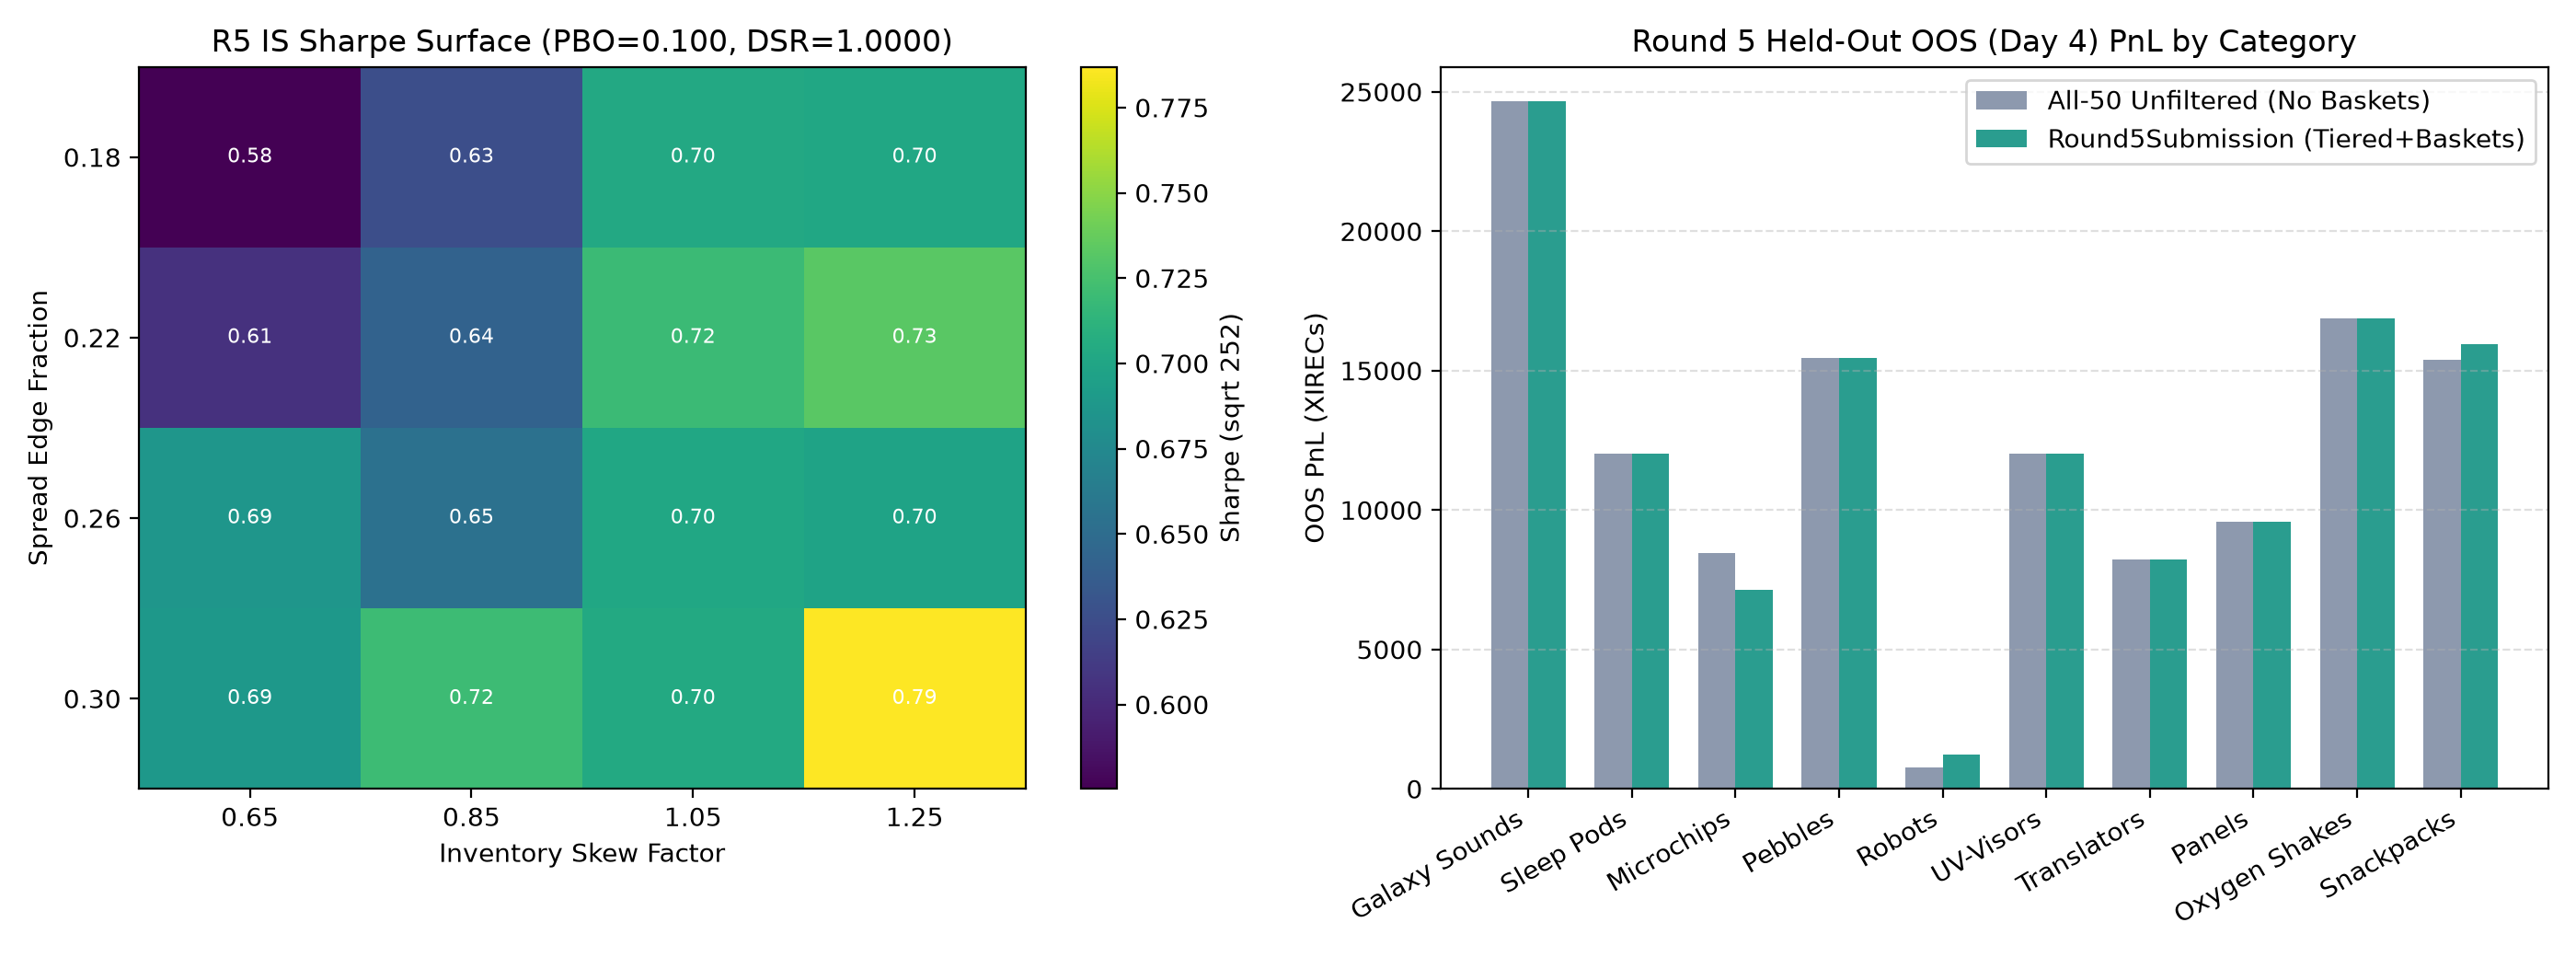 R5 IS Sharpe Surface (PBO=0.100, DSR=1.0000)
Spread Edge Fraction
0.18
0.22
0.26
0.30
0.58 0.63 0.70 0.70
0.61 0.64 0.72 0.73
0.69 0.65 0.70 0.70
0.69 0.72 0.70 0.79
0.65 0.85 1.05 1.25
Inventory Skew Factor
0.775
0.750
0.725
0.700
0.675
0.650
0.625
0.600
Sharpe (sqrt 252)
Round 5 Held-Out OOS (Day 4) PnL by Category
All-50 Unfiltered (No Baskets)
Round5Submission (Tiered+Baskets)
OOS PnL (XIRECs)
25000
20000
15000
10000
5000
0
Galaxy Sounds
Sleep Pods
Microchips
Pebbles
Robots
UV-Visors
Translators
Panels
Oxygen Shakes
Snackpacks